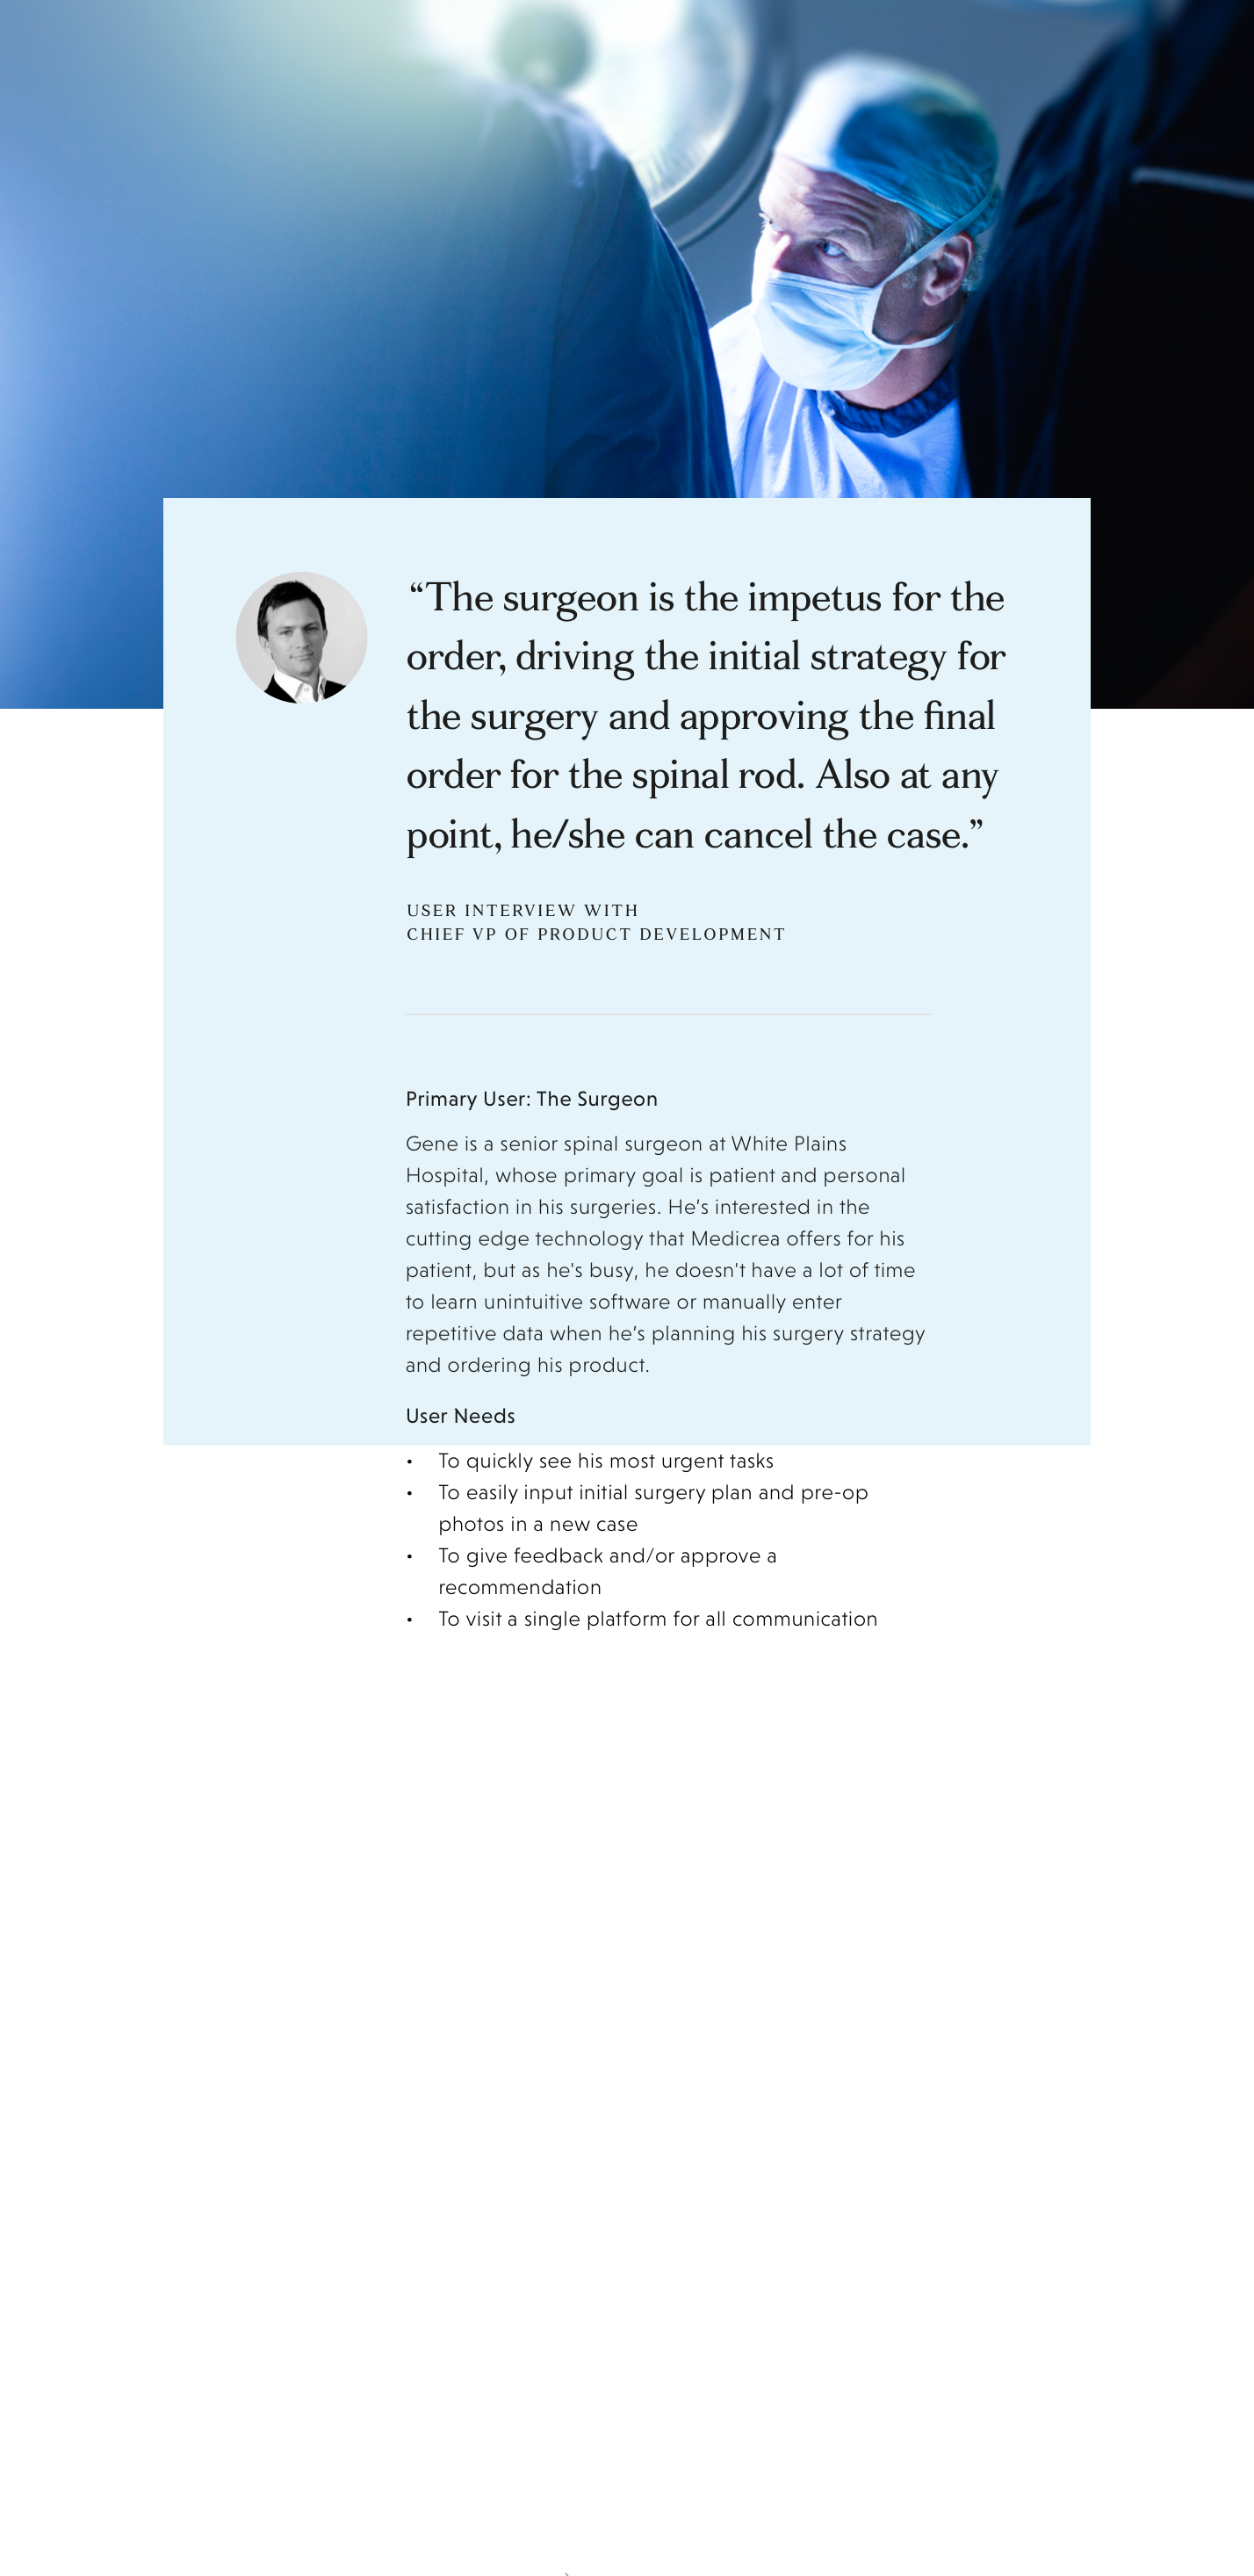 “The surgeon is the impetus for the
order, driving the initial strategy for
the surgery and approving the final
order for the spinal rod. Also at any
point, he/she can cancel the case.”
USER INTERVIEW WITH
CHIEF VP OF PRODUCT DEVELOPMENT
Primary User: The Surgeon
Gene is a senior spinal surgeon at White Plains
Hospital, whose primary goal is patient and personal
satisfaction in his surgeries. He’s interested in the
cutting edge technology that Medicrea offers for his
patient, but as he's busy, he doesn't have a lot of time
to learn unintuitive software or manually enter
repetitive data when he’s planning his surgery strategy
and ordering his product.
User Needs
• To quickly see his most urgent tasks
• To easily input initial surgery plan and pre-op
photos in a new case
• To give feedback and/or approve a
recommendation
• To visit a single platform for all communication